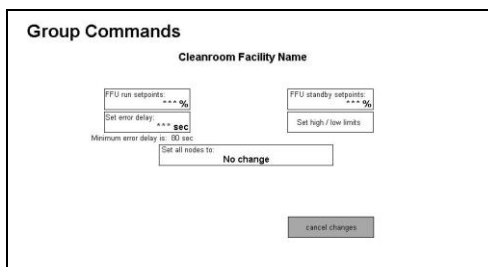 Group Commands
Cleanroom Facility Name
FFU run setpoints:
*** %
FFU standby setpoints:
*** %
Set error delay:
*** sec
Set high / low limits
Minimum error delay is: 60 sec
Set all nodes to:
No change
cancel changes